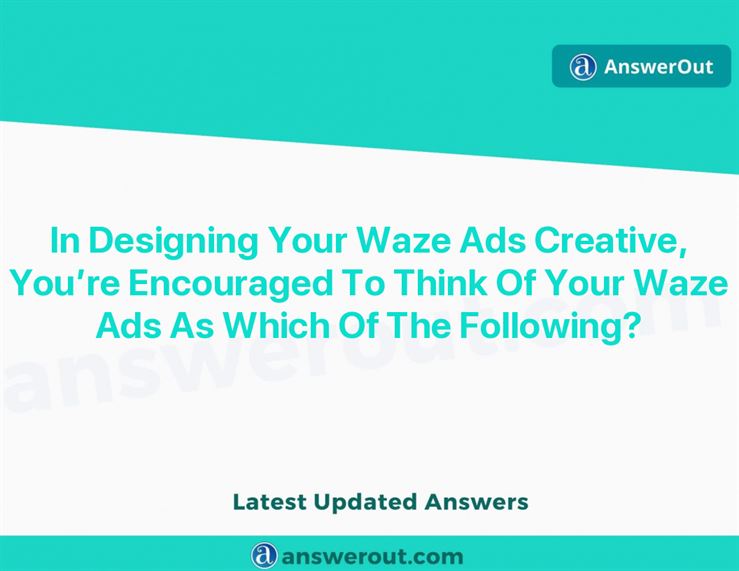 AnswerOut
In Designing Your Waze Ads Creative,
You’re Encouraged To Think Of Your Waze
Ads As Which Of The Following?
answerout.com
Latest Updated Answers
answerout.com